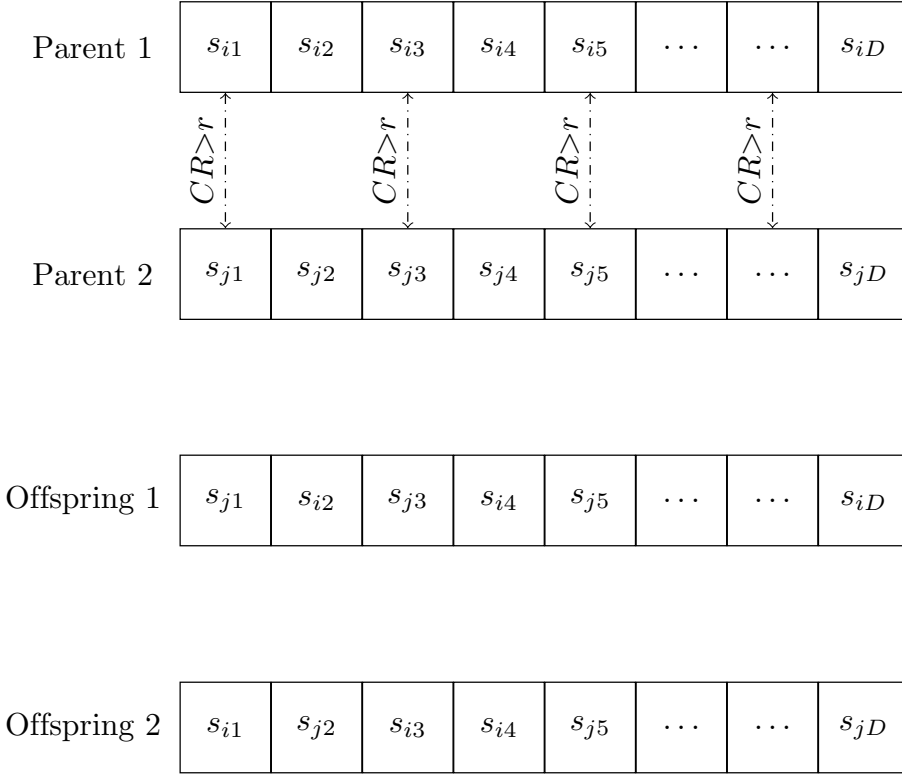 Parent 1 s_{i1} s_{i2} s_{i3} s_{i4} s_{i5} ⋯ ⋯ s_{iD}
CR>r CR>r CR>r CR>r
Parent 2 s_{j1} s_{j2} s_{j3} s_{j4} s_{j5} ⋯ ⋯ s_{jD}
Offspring 1 s_{j1} s_{i2} s_{j3} s_{i4} s_{j5} ⋯ ⋯ s_{iD}
Offspring 2 s_{i1} s_{j2} s_{i3} s_{j4} s_{j5} ⋯ ⋯ s_{jD}